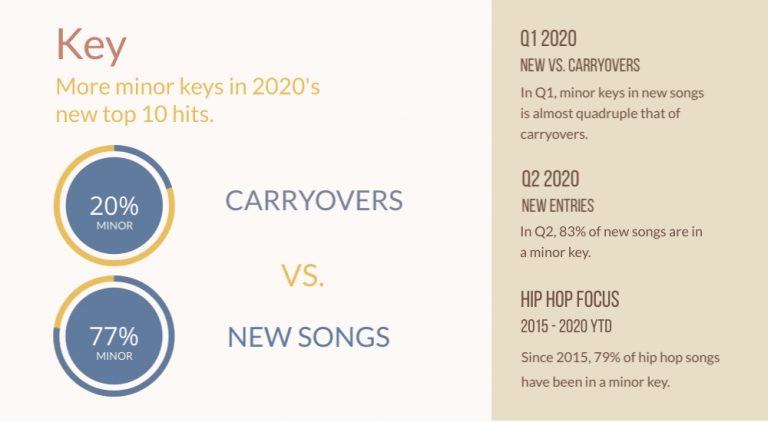 Key
More minor keys in 2020's
new top 10 hits.
20%
MINOR
CARRYOVERS
VS.
77%
MINOR
NEW SONGS
Q1 2020
NEW VS. CARRYOVERS
In Q1, minor keys in new songs
is almost quadruple that of
carryovers.
Q2 2020
NEW ENTRIES
In Q2, 83% of new songs are in
a minor key.
HIP HOP FOCUS
2015 - 2020 YTD
Since 2015, 79% of hip hop songs
have been in a minor key.